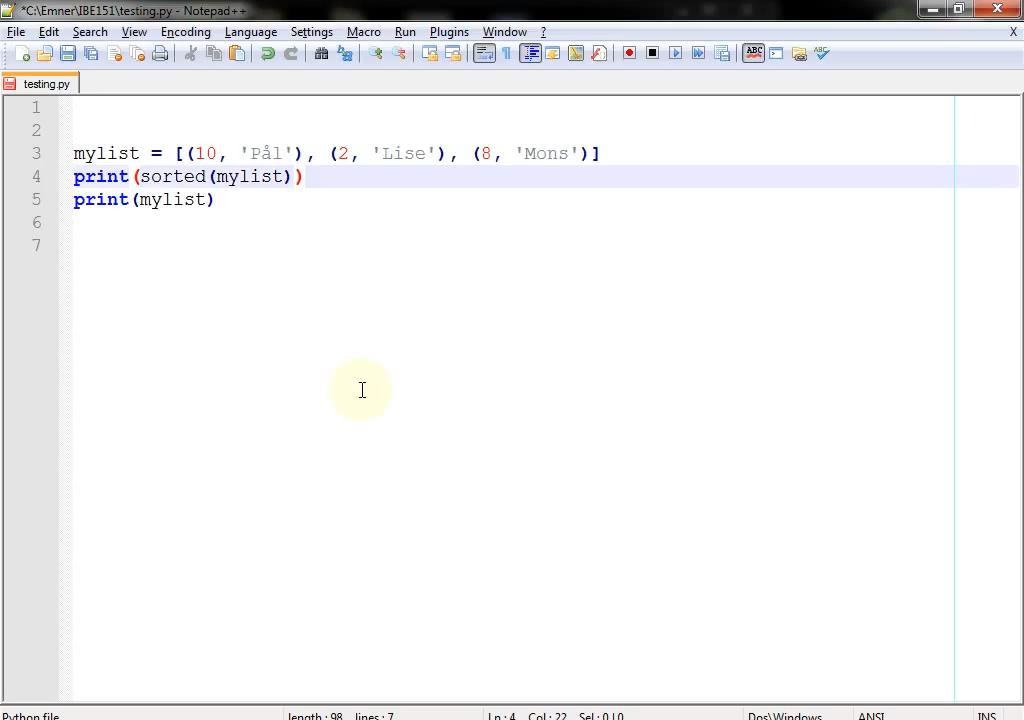 *C:\Emner\IBE151\testing.py - Notepad++
File Edit Search View Encoding Language Settings Macro Run Plugins Window ? X
testing.py
1
2
3 mylist = [(10, 'Pål'), (2, 'Lise'), (8, 'Mons')]
4 print(sorted(mylist))
5 print(mylist)
6
7
Python file length : 98 lines : 7 Ln : 4 Col : 22 Sel : 0 | 0 Dos\Windows ANSI INS